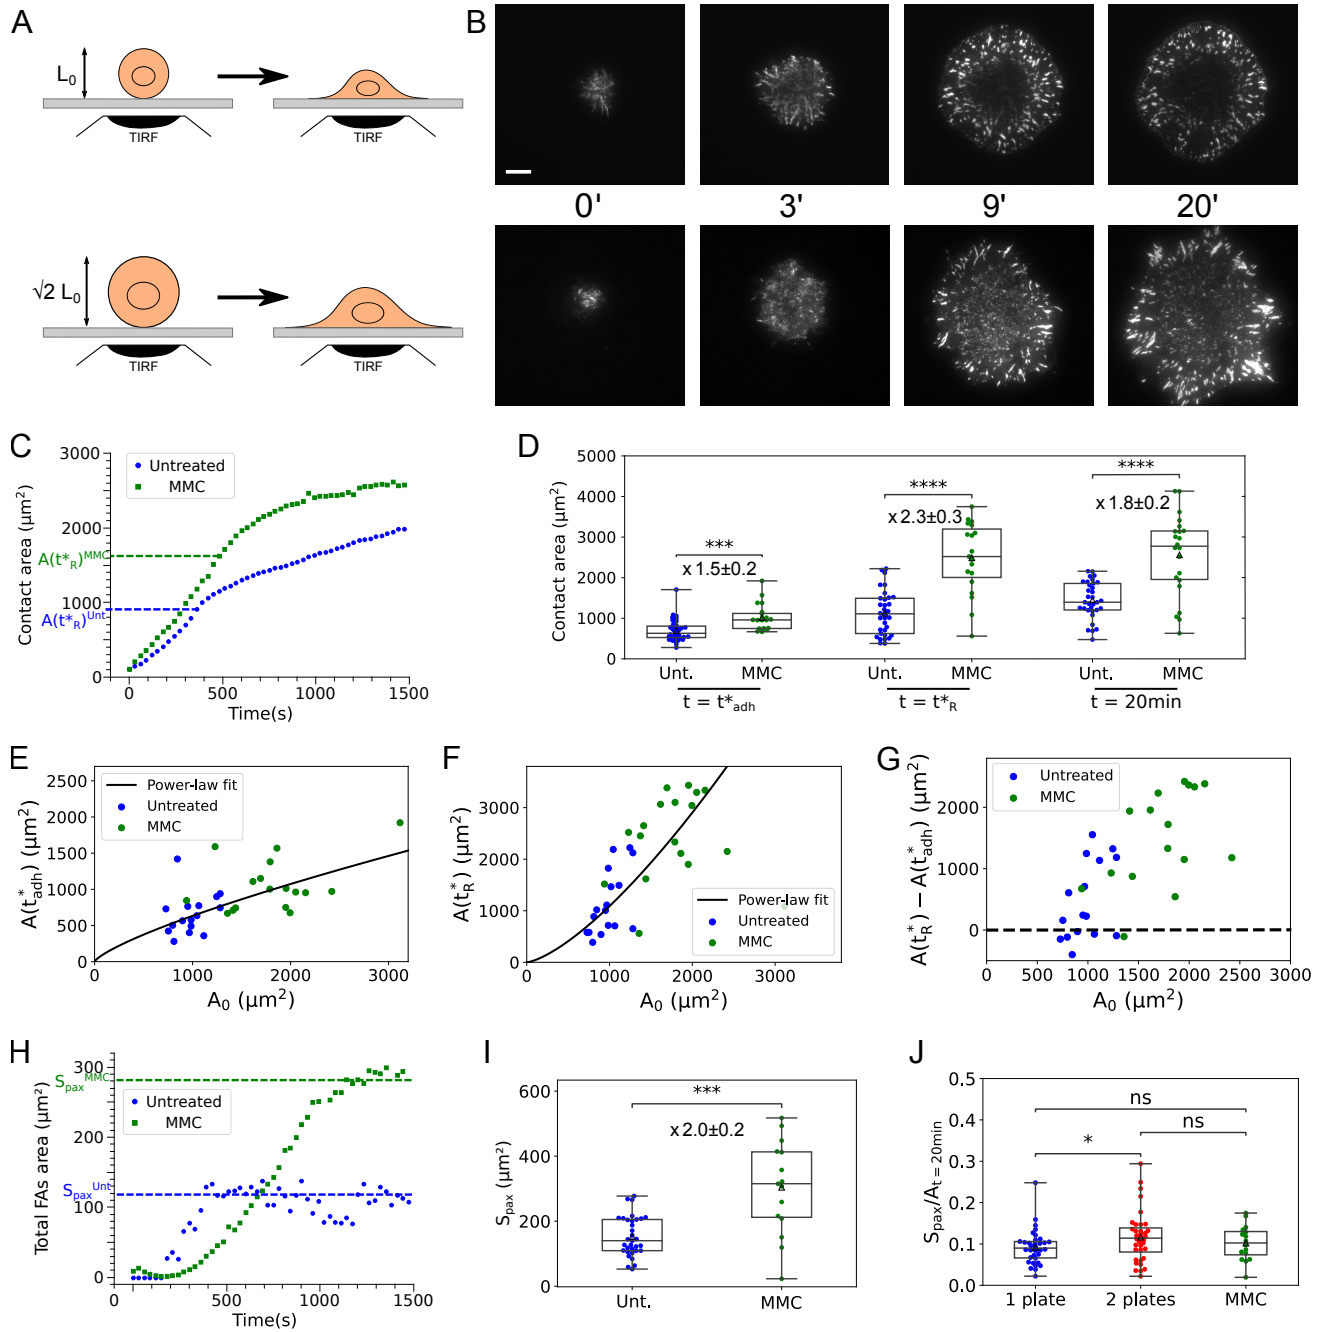 A
L₀
TIRF
√2 L₀
TIRF
B
0'
3'
9'
20'
C
Contact area (μm²)
3000
2000
1000
0
Untreated
MMC
A(t*R)MMC
A(t*R)Unt
0
500
1000
1500
Time(s)
D
Contact area (μm²)
5000
4000
3000
2000
1000
0
***
x 1.5±0.2
****
x 2.3±0.3
****
x 1.8±0.2
Unt.
MMC
Unt.
MMC
Unt.
MMC
t = t*adh
t = t*R
t = 20min
E
A(t*adh) (μm²)
2500
2000
1500
1000
500
0
Power-law fit
Untreated
MMC
0
1000
2000
3000
A₀ (μm²)
F
A(t*R) (μm²)
3000
2000
1000
0
Power-law fit
Untreated
MMC
0
1000
2000
3000
A₀ (μm²)
G
A(t*R) − A(t*adh) (μm²)
2000
1000
0
Untreated
MMC
0
500
1000
1500
2000
2500
3000
A₀ (μm²)
H
Total FAs area (μm²)
300
200
100
0
SpaxMMC
SpaxUnt
Untreated
MMC
0
500
1000
1500
Time(s)
I
Spax (μm²)
600
400
200
0
***
x 2.0±0.2
Unt.
MMC
J
Spax/At = 20min
0.5
0.4
0.3
0.2
0.1
0.0
ns
*
ns
1 plate
2 plates
MMC